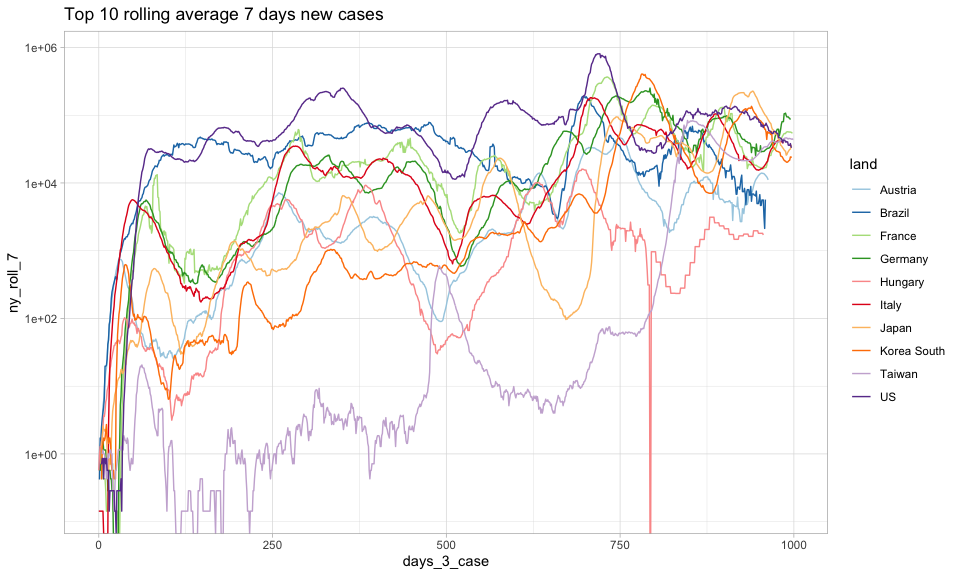 Top 10 rolling average 7 days new cases
ny_roll_7
1e+06
1e+04
1e+02
1e+00
0 250 500 750 1000
days_3_case
land
Austria
Brazil
France
Germany
Hungary
Italy
Japan
Korea South
Taiwan
US